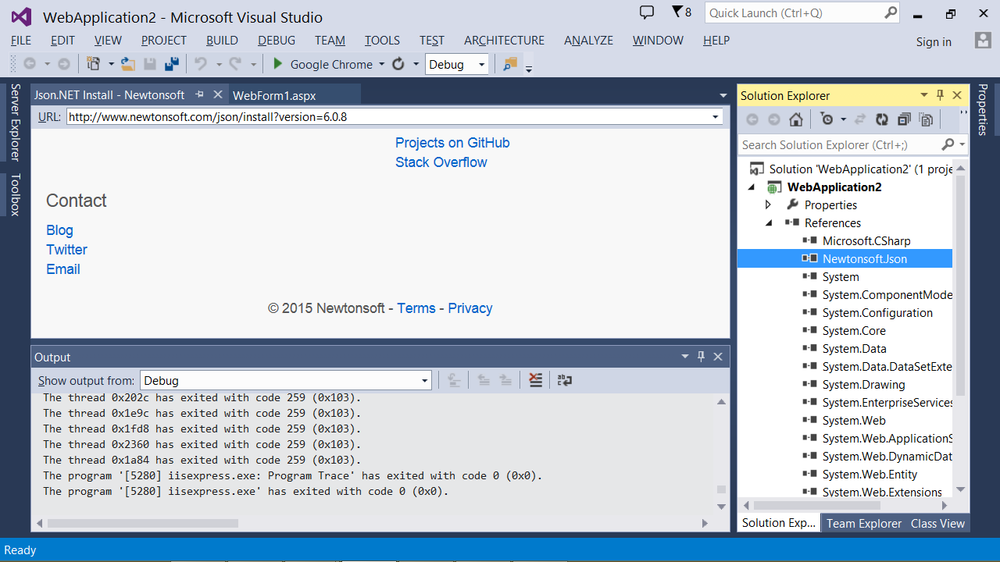 WebApplication2 - Microsoft Visual Studio
8
Quick Launch (Ctrl+Q)
FILE EDIT VIEW PROJECT BUILD DEBUG TEAM TOOLS TEST ARCHITECTURE ANALYZE WINDOW HELP
Sign in
Google Chrome
Debug
Server Explorer
Toolbox
Json.NET Install - Newtonsoft
WebForm1.aspx
URL: http://www.newtonsoft.com/json/install?version=6.0.8
Projects on GitHub
Stack Overflow
Contact
Blog
Twitter
Email
© 2015 Newtonsoft - Terms - Privacy
Output
Show output from: Debug
The thread 0x202c has exited with code 259 (0x103).
The thread 0x1e9c has exited with code 259 (0x103).
The thread 0x1fd8 has exited with code 259 (0x103).
The thread 0x2360 has exited with code 259 (0x103).
The thread 0x1a84 has exited with code 259 (0x103).
The program '[5280] iisexpress.exe: Program Trace' has exited with code 0 (0x0).
The program '[5280] iisexpress.exe' has exited with code 0 (0x0).
Solution Explorer
Search Solution Explorer (Ctrl+;)
Solution 'WebApplication2' (1 proje
WebApplication2
Properties
References
Microsoft.CSharp
Newtonsoft.Json
System
System.ComponentMode
System.Configuration
System.Core
System.Data
System.Data.DataSetExte
System.Drawing
System.EnterpriseServices
System.Web
System.Web.ApplicationS
System.Web.DynamicDat
System.Web.Entity
System.Web.Extensions
Solution Exp... Team Explorer Class View
Properties
Ready